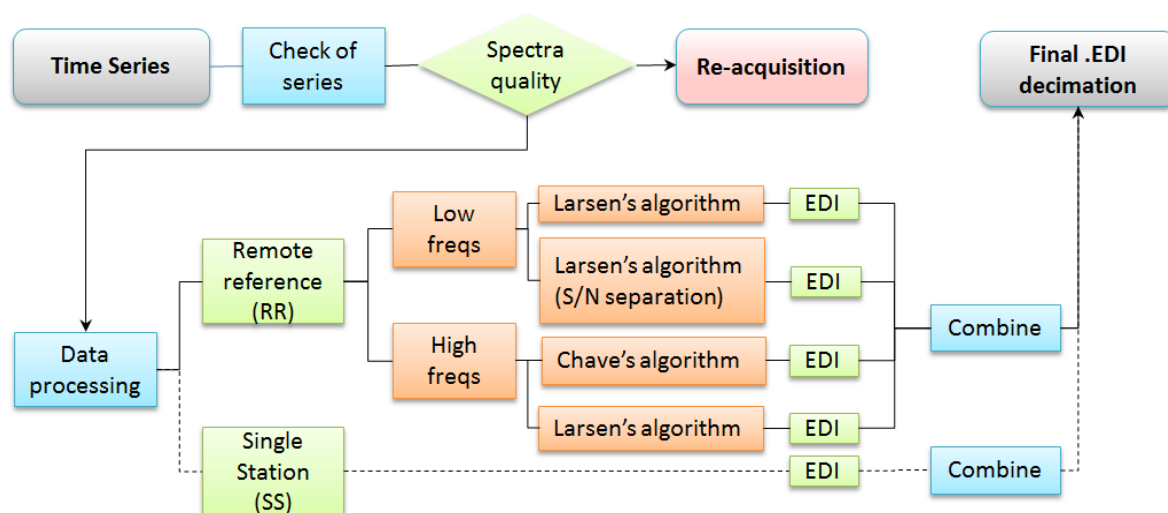 Time Series
Check of
series
Spectra
quality
Re-acquisition
Final .EDI
decimation
Low
freqs
Larsen's algorithm
EDI
Remote
reference
(RR)
Larsen's algorithm
(S/N separation)
EDI
Data
processing
High
freqs
Chave's algorithm
EDI
Combine
Larsen's algorithm
EDI
Single
Station
(SS)
EDI
Combine